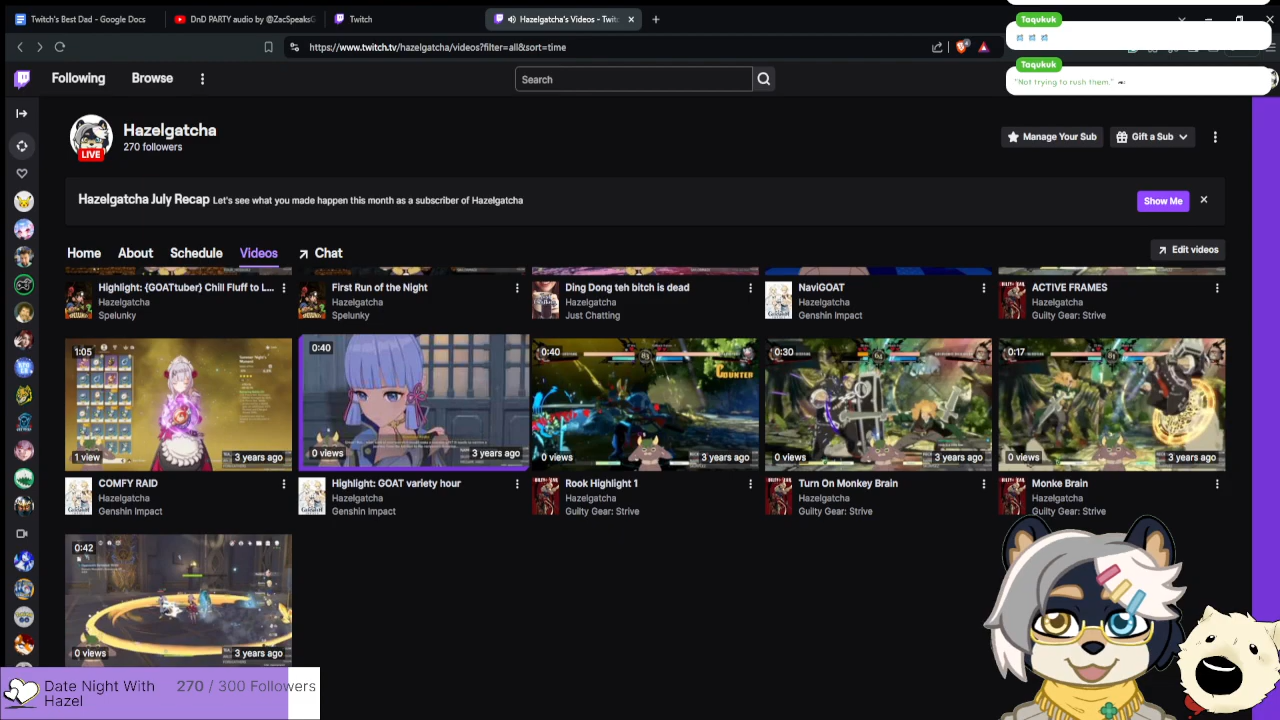 Twitch's Best Dad - Google Docs
DnD PARTY audio by @ZacSpeaksG
Twitch
Hazelgatcha's Videos - Twitc
https://www.twitch.tv/hazelgatcha/videos?filter=all&sort=time
Taqukuk
Taqukuk
"Not trying to rush them."
Following
Browse
Search
Hazelgatcha
270 followers
LIVE
Manage Your Sub
Gift a Sub
Hazelgatcha July Recap Let's see what you made happen this month as a subscriber of Hazelgatcha
Show Me
Home
About
Schedule
Videos
Chat
Edit videos
Highlight: {GOATtuber} Chill Fluff to L...
Hazelgatcha
Spelunky
First Run of the Night
Hazelgatcha
Spelunky
Ding Dong teh bitch is dead
Hazelgatcha
Just Chatting
NaviGOAT
Hazelgatcha
Genshin Impact
ACTIVE FRAMES
Hazelgatcha
Guilty Gear: Strive
1:05
1 view
3 years ago
COMFY RAID
Hazelgatcha
Genshin Impact
0:40
0 views
3 years ago
Highlight: GOAT variety hour
Hazelgatcha
Genshin Impact
0:40
COUNTER
0 views
3 years ago
Rook Highlight 1
Hazelgatcha
Guilty Gear: Strive
0:30
0 views
3 years ago
Turn On Monkey Brain
Hazelgatcha
Guilty Gear: Strive
0:17
0 views
3 years ago
Monke Brain
Hazelgatcha
Guilty Gear: Strive
0:42
0 views
3 years ago
Date Night With
Hazel
270 / 300 Followers